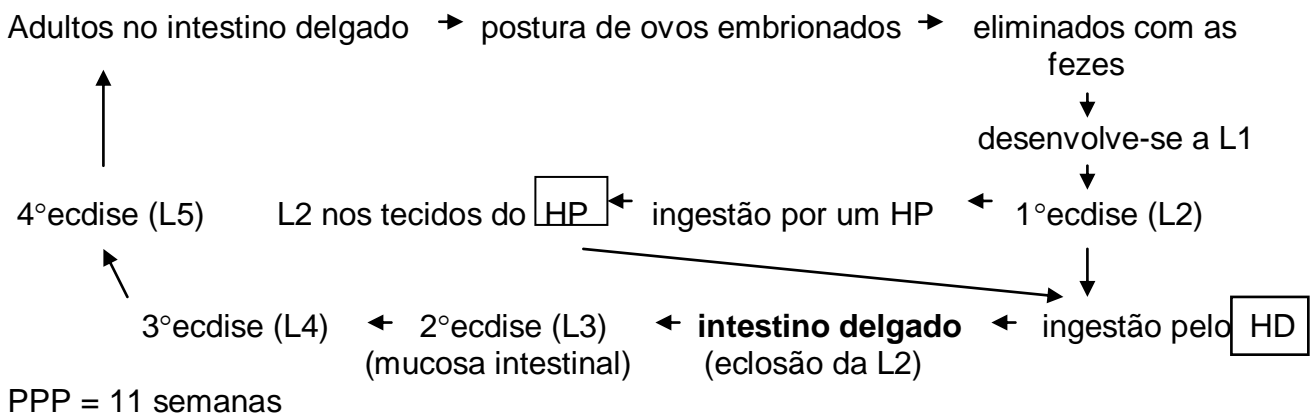 Adultos no intestino delgado → postura de ovos embrionados → eliminados com as
fezes
desenvolve-se a L1
4°ecdise (L5) L2 nos tecidos do HP ← ingestão por um HP ← 1°ecdise (L2)
3°ecdise (L4) ← 2°ecdise (L3) ← intestino delgado ← ingestão pelo HD
(mucosa intestinal) (eclosão da L2)
PPP = 11 semanas